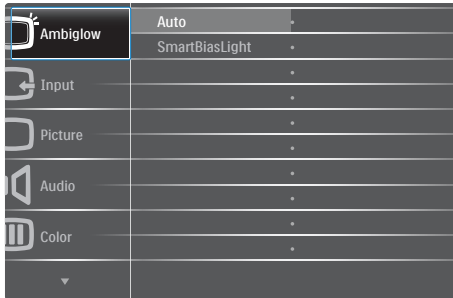 Ambiglow
Auto
SmartBiasLight
Input
Picture
Audio
Color